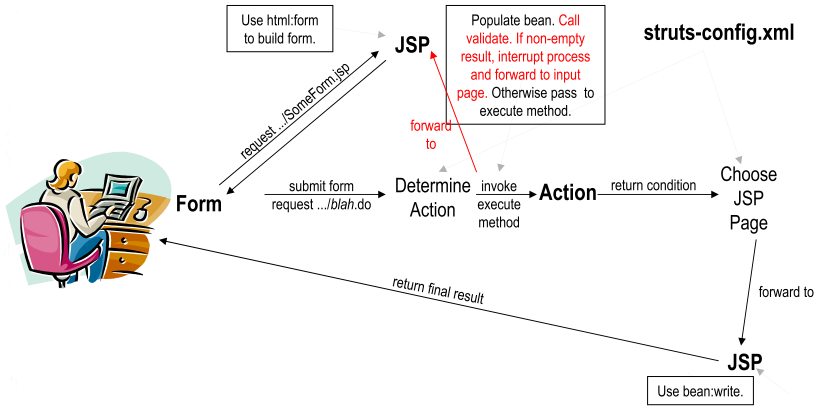 Use html:form
to build form.
JSP
Populate bean. Call
validate. If non-empty
result, interrupt process
and forward to input
page. Otherwise pass to
execute method.
struts-config.xml
request .../SomeForm.jsp
forward
to
Form
submit form
request .../blah.do
Determine
Action
invoke
execute
method
Action
return condition
Choose
JSP
Page
return final result
forward to
JSP
Use bean:write.